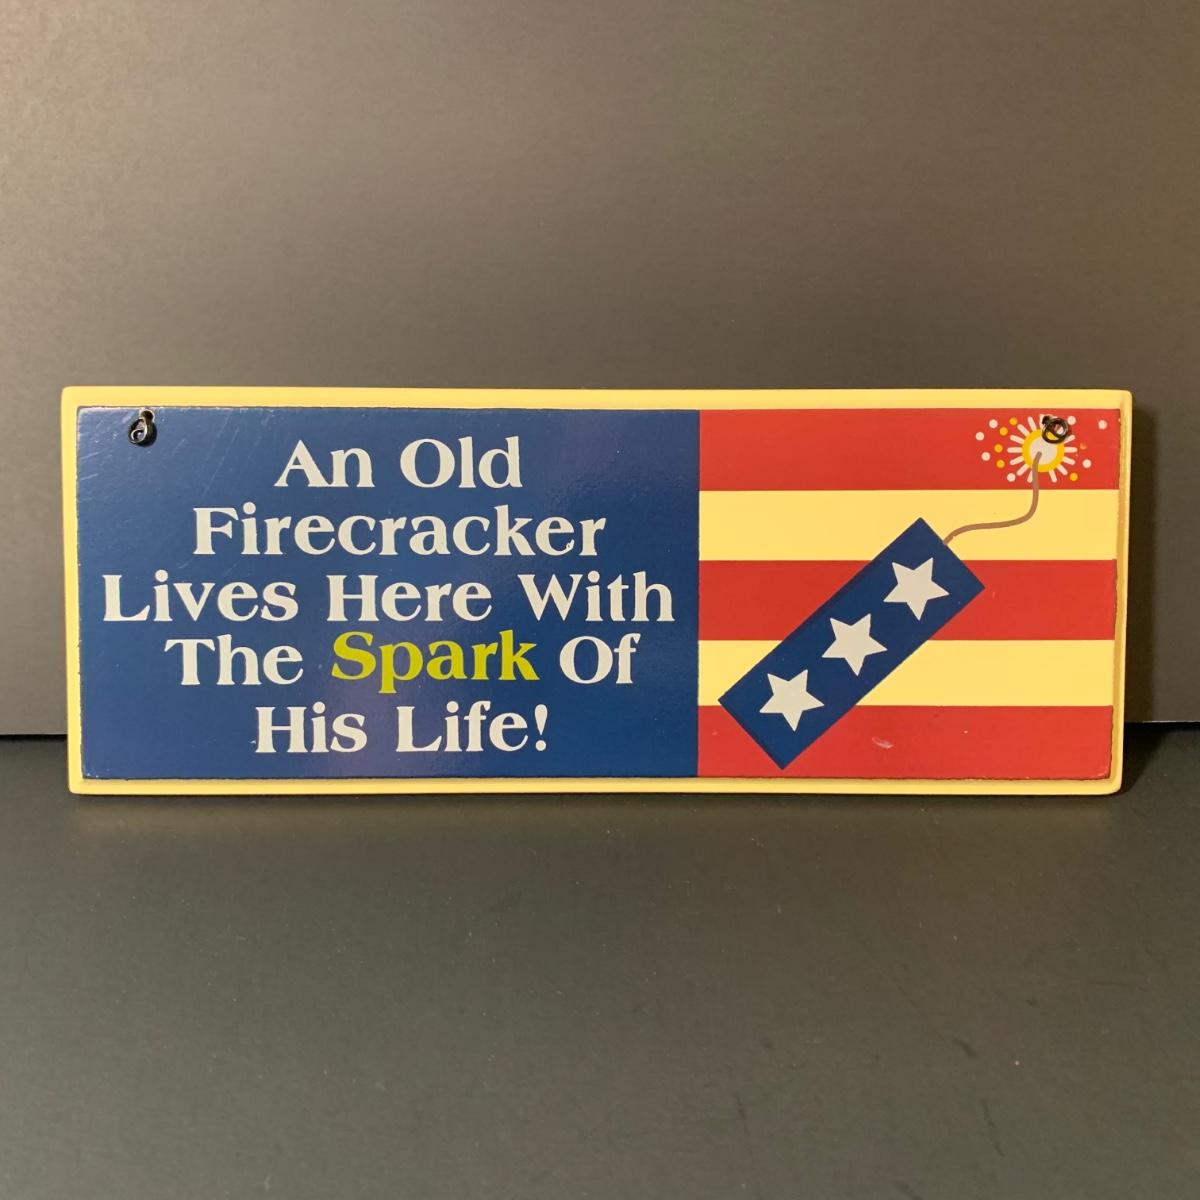 An Old
Firecracker
Lives Here With
The Spark Of
His Life!